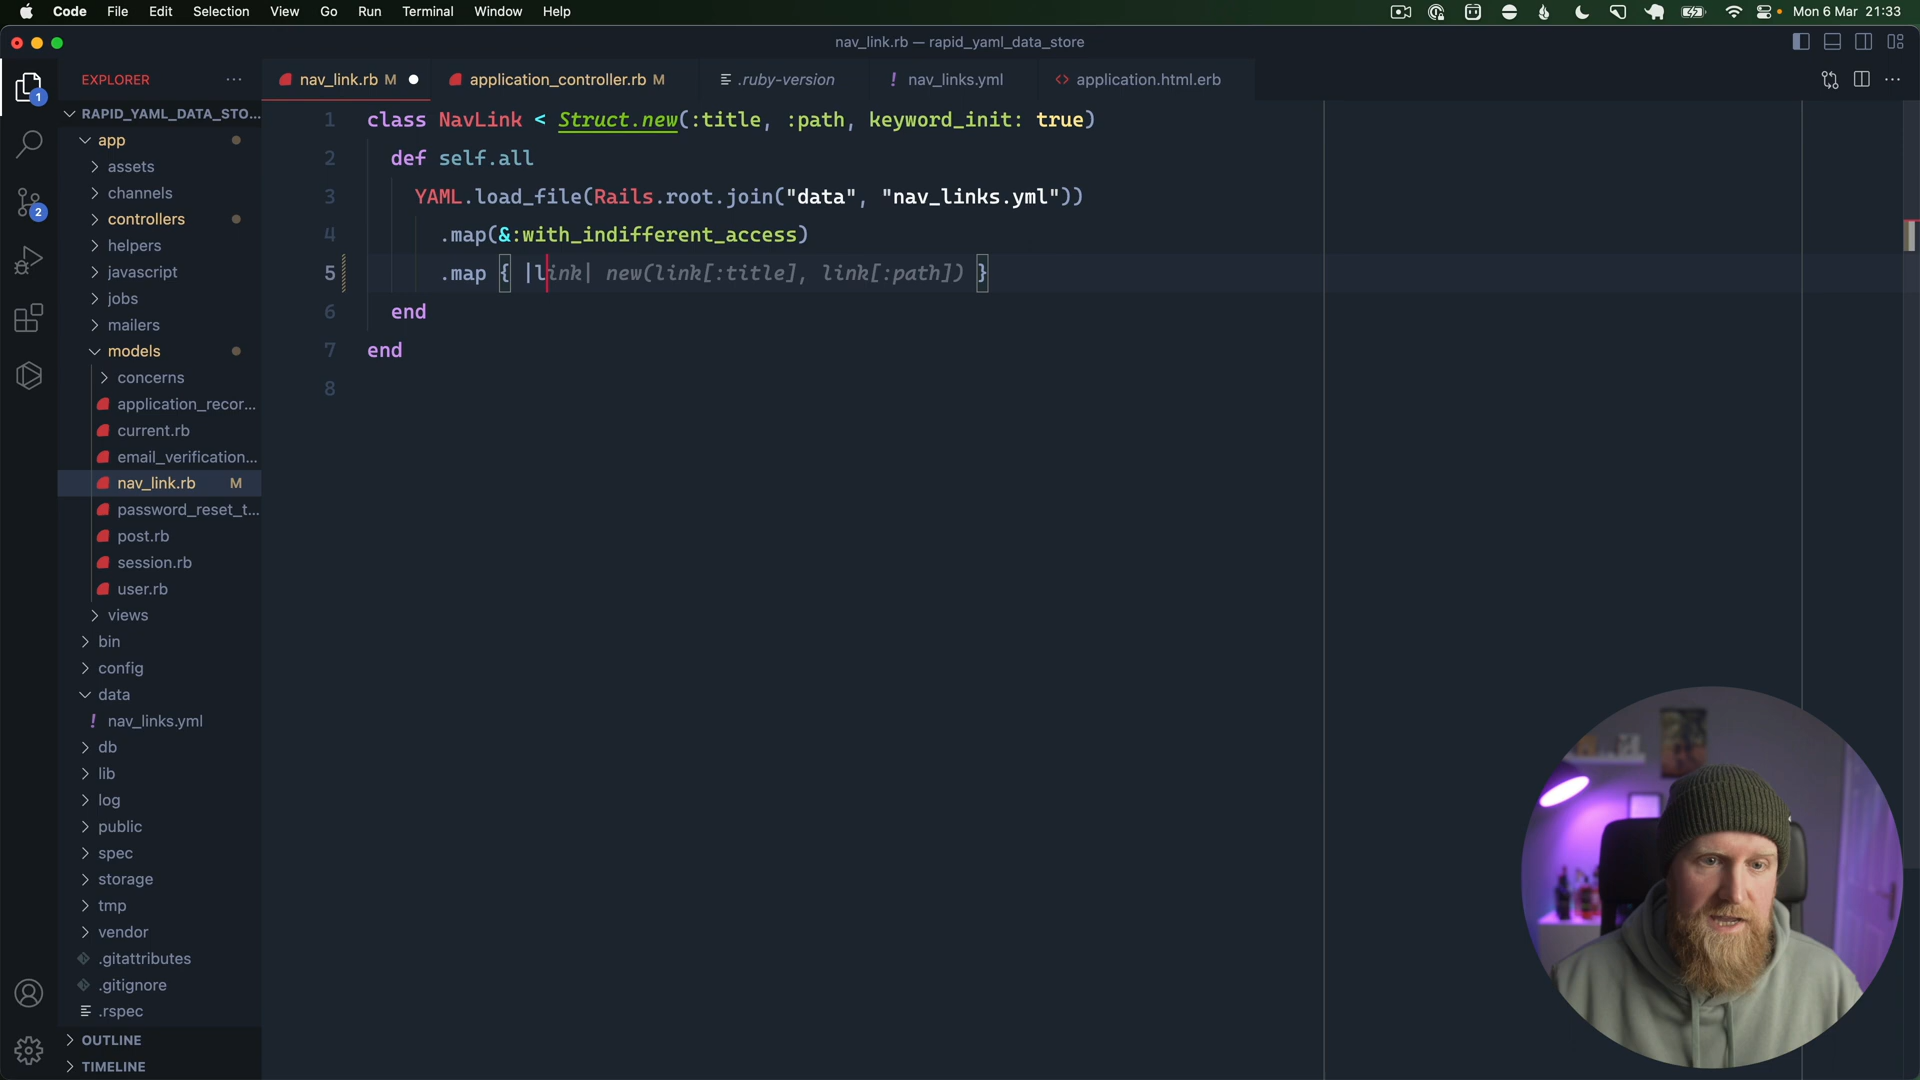 Code File Edit Selection View Go Run Terminal Window Help Mon 6 Mar 21:33
nav_link.rb — rapid_yaml_data_store
EXPLORER
nav_link.rb M
application_controller.rb M
.ruby-version
! nav_links.yml
<> application.html.erb
RAPID_YAML_DATA_STO...
app
assets
channels
controllers
helpers
javascript
jobs
mailers
models
concerns
application_recor...
current.rb
email_verification...
nav_link.rb M
password_reset_t...
post.rb
session.rb
user.rb
views
bin
config
data
! nav_links.yml
db
lib
log
public
spec
storage
tmp
vendor
.gitattributes
.gitignore
.rspec
OUTLINE
TIMELINE
1
2
1 class NavLink < Struct.new(:title, :path, keyword_init: true)
2 def self.all
3 YAML.load_file(Rails.root.join("data", "nav_links.yml"))
4 .map(&:with_indifferent_access)
5 .map { |link| new(link[:title], link[:path]) }
6 end
7 end
8